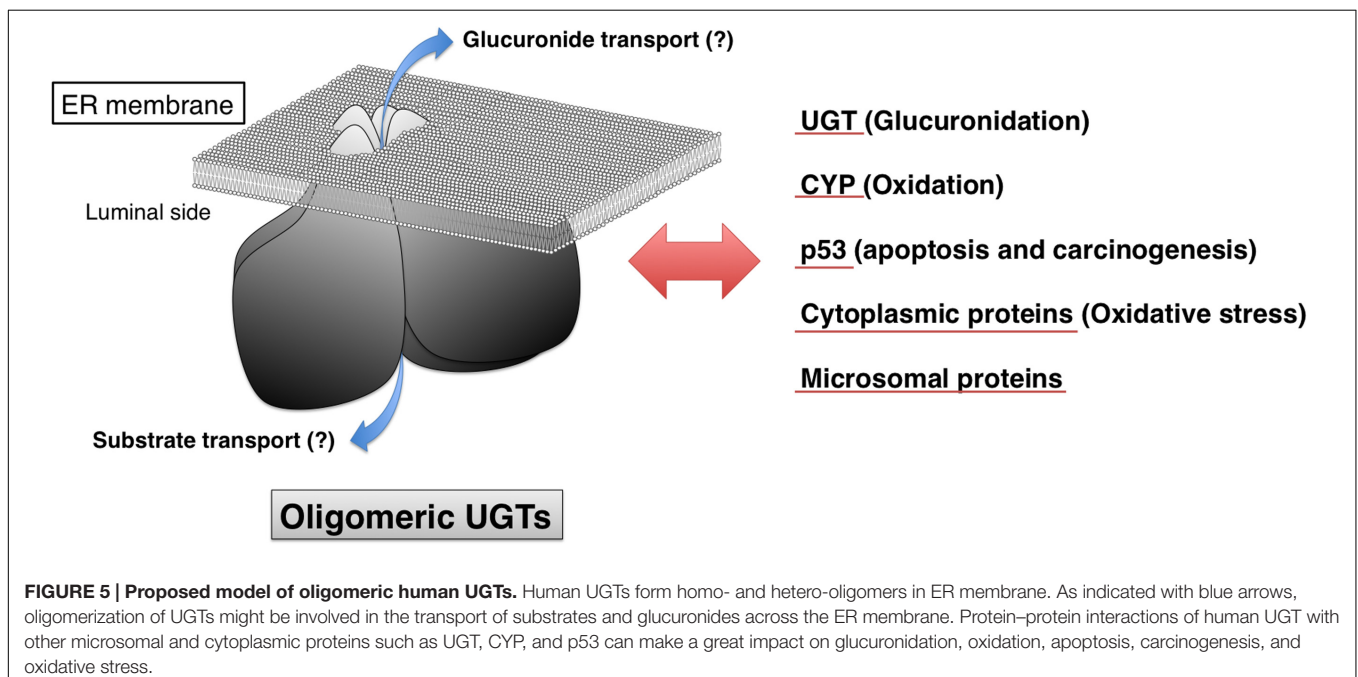 Glucuronide transport (?)
ER membrane
Luminal side
Substrate transport (?)
Oligomeric UGTs
UGT (Glucuronidation)
CYP (Oxidation)
p53 (apoptosis and carcinogenesis)
Cytoplasmic proteins (Oxidative stress)
Microsomal proteins
FIGURE 5 | Proposed model of oligomeric human UGTs. Human UGTs form homo- and hetero-oligomers in ER membrane. As indicated with blue arrows,
oligomerization of UGTs might be involved in the transport of substrates and glucuronides across the ER membrane. Protein–protein interactions of human UGT with
other microsomal and cytoplasmic proteins such as UGT, CYP, and p53 can make a great impact on glucuronidation, oxidation, apoptosis, carcinogenesis, and
oxidative stress.